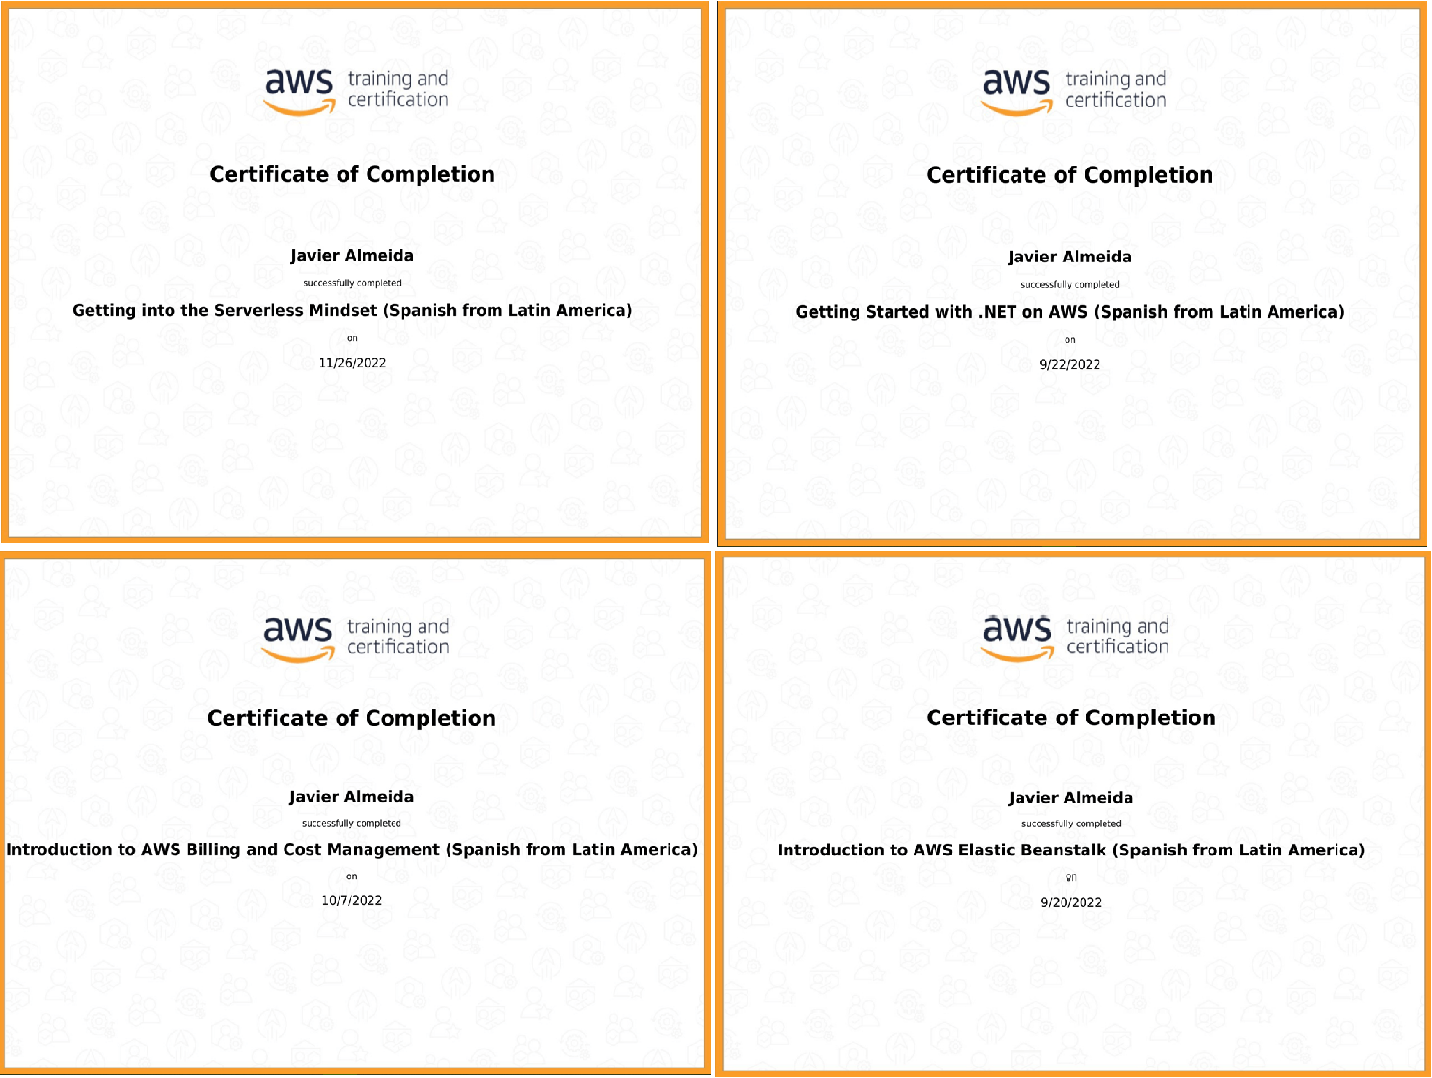 aws training and
certification
Certificate of Completion
Javier Almeida
successfully completed
Getting into the Serverless Mindset (Spanish from Latin America)
on
11/26/2022
aws training and
certification
Certificate of Completion
Javier Almeida
successfully completed
Getting Started with .NET on AWS (Spanish from Latin America)
on
9/22/2022
aws training and
certification
Certificate of Completion
Javier Almeida
successfully completed
Introduction to AWS Billing and Cost Management (Spanish from Latin America)
on
10/7/2022
aws training and
certification
Certificate of Completion
Javier Almeida
successfully completed
Introduction to AWS Elastic Beanstalk (Spanish from Latin America)
on
9/20/2022